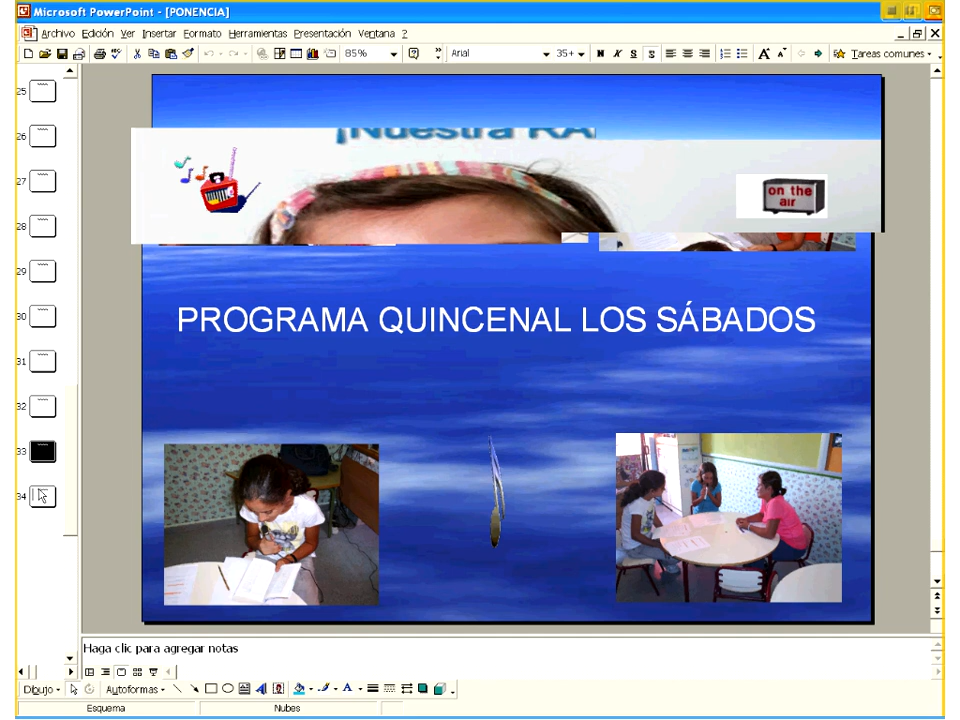 Microsoft PowerPoint - [PONENCIA]
Archivo Edición Ver Insertar Formato Herramientas Presentación Ventana ?
85% Arial 35+ N K S S A A Tareas comunes
25
26
27
28
29
30
31
32
33
34
¡Nuestra RA
on the
air
PROGRAMA QUINCENAL LOS SÁBADOS
Haga clic para agregar notas
Dibujo Autoformas
Esquema Nubes